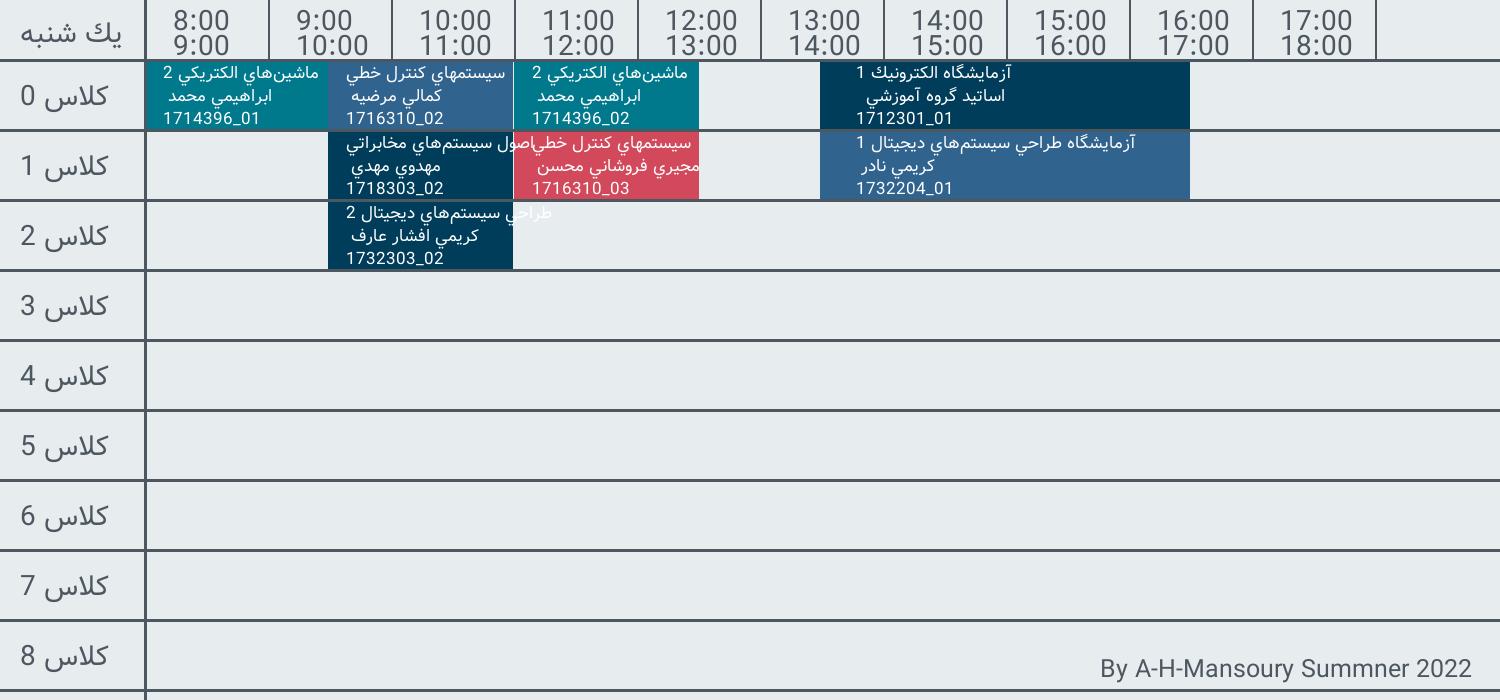 يك شنبه
8:00 9:00 10:00 11:00 12:00 13:00 14:00 15:00 16:00 17:00
9:00 10:00 11:00 12:00 13:00 14:00 15:00 16:00 17:00 18:00
كلاس 0
ماشين‌هاي الكتريكي 2
ابراهيمي محمد
1714396_01
سيستمهاي كنترل خطي
كمالي مرضيه
1716310_02
ماشين‌هاي الكتريكي 2
ابراهيمي محمد
1714396_02
آزمايشگاه الكترونيك 1
اساتيد گروه آموزشي
1712301_01
كلاس 1
اصول سيستم‌هاي مخابراتي
مهدوي مهدي
1718303_02
سيستمهاي كنترل خطي
مجيري فروشاني محسن
1716310_03
آزمايشگاه طراحي سيستم‌هاي ديجيتال 1
كريمي نادر
1732204_01
كلاس 2
طراحي سيستم‌هاي ديجيتال 2
كريمي افشار عارف
1732303_02
كلاس 3
كلاس 4
كلاس 5
كلاس 6
كلاس 7
كلاس 8
By A-H-Mansoury Summner 2022